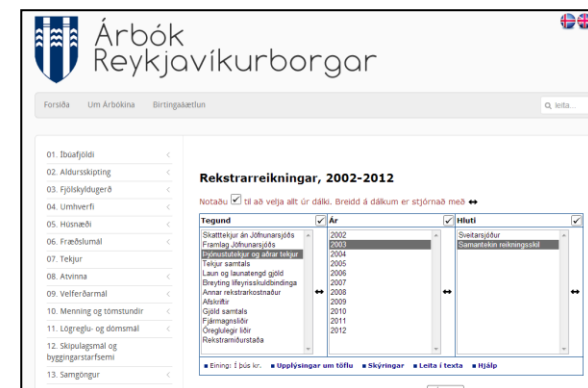 Árbók
Reykjavíkurborgar
Forsíða Um Árbókina Birtingaáætlun
leita...
01. Íbúafjöldi
02. Aldursskipting
03. Fjölskyldugerð
04. Umhverfi
05. Húsnæði
06. Fræðslumál
07. Tekjur
08. Atvinna
09. Velferðarmál
10. Menning og tómstundir
11. Lögreglu- og dómsmál
12. Skipulagsmál og
byggingarstarfsemi
13. Samgöngur
Rekstrarreikningar, 2002-2012
Notaðu til að velja allt úr dálki. Breidd á dálkum er stjórnað með
Tegund Ár Hluti
Skatttekjur án Jöfnunarsjóðs
Framlag Jöfnunarsjóðs
Þjónustutekjur og aðrar tekjur
Tekjur samtals
Laun og launatengd gjöld
Breyting lífeyrisskuldbindinga
Annar rekstrarkostnaður
Afskriftir
Gjöld samtals
Fjármagnsliðir
Óreglulegir liðir
Rekstrarniðurstaða
2002
2003
2004
2005
2006
2007
2008
2009
2010
2011
2012
Sveitarsjóður
Samantekin reikningsskil
Eining: Í þús kr. Upplýsingar um töflu Skýringar Leita í texta Hjálp